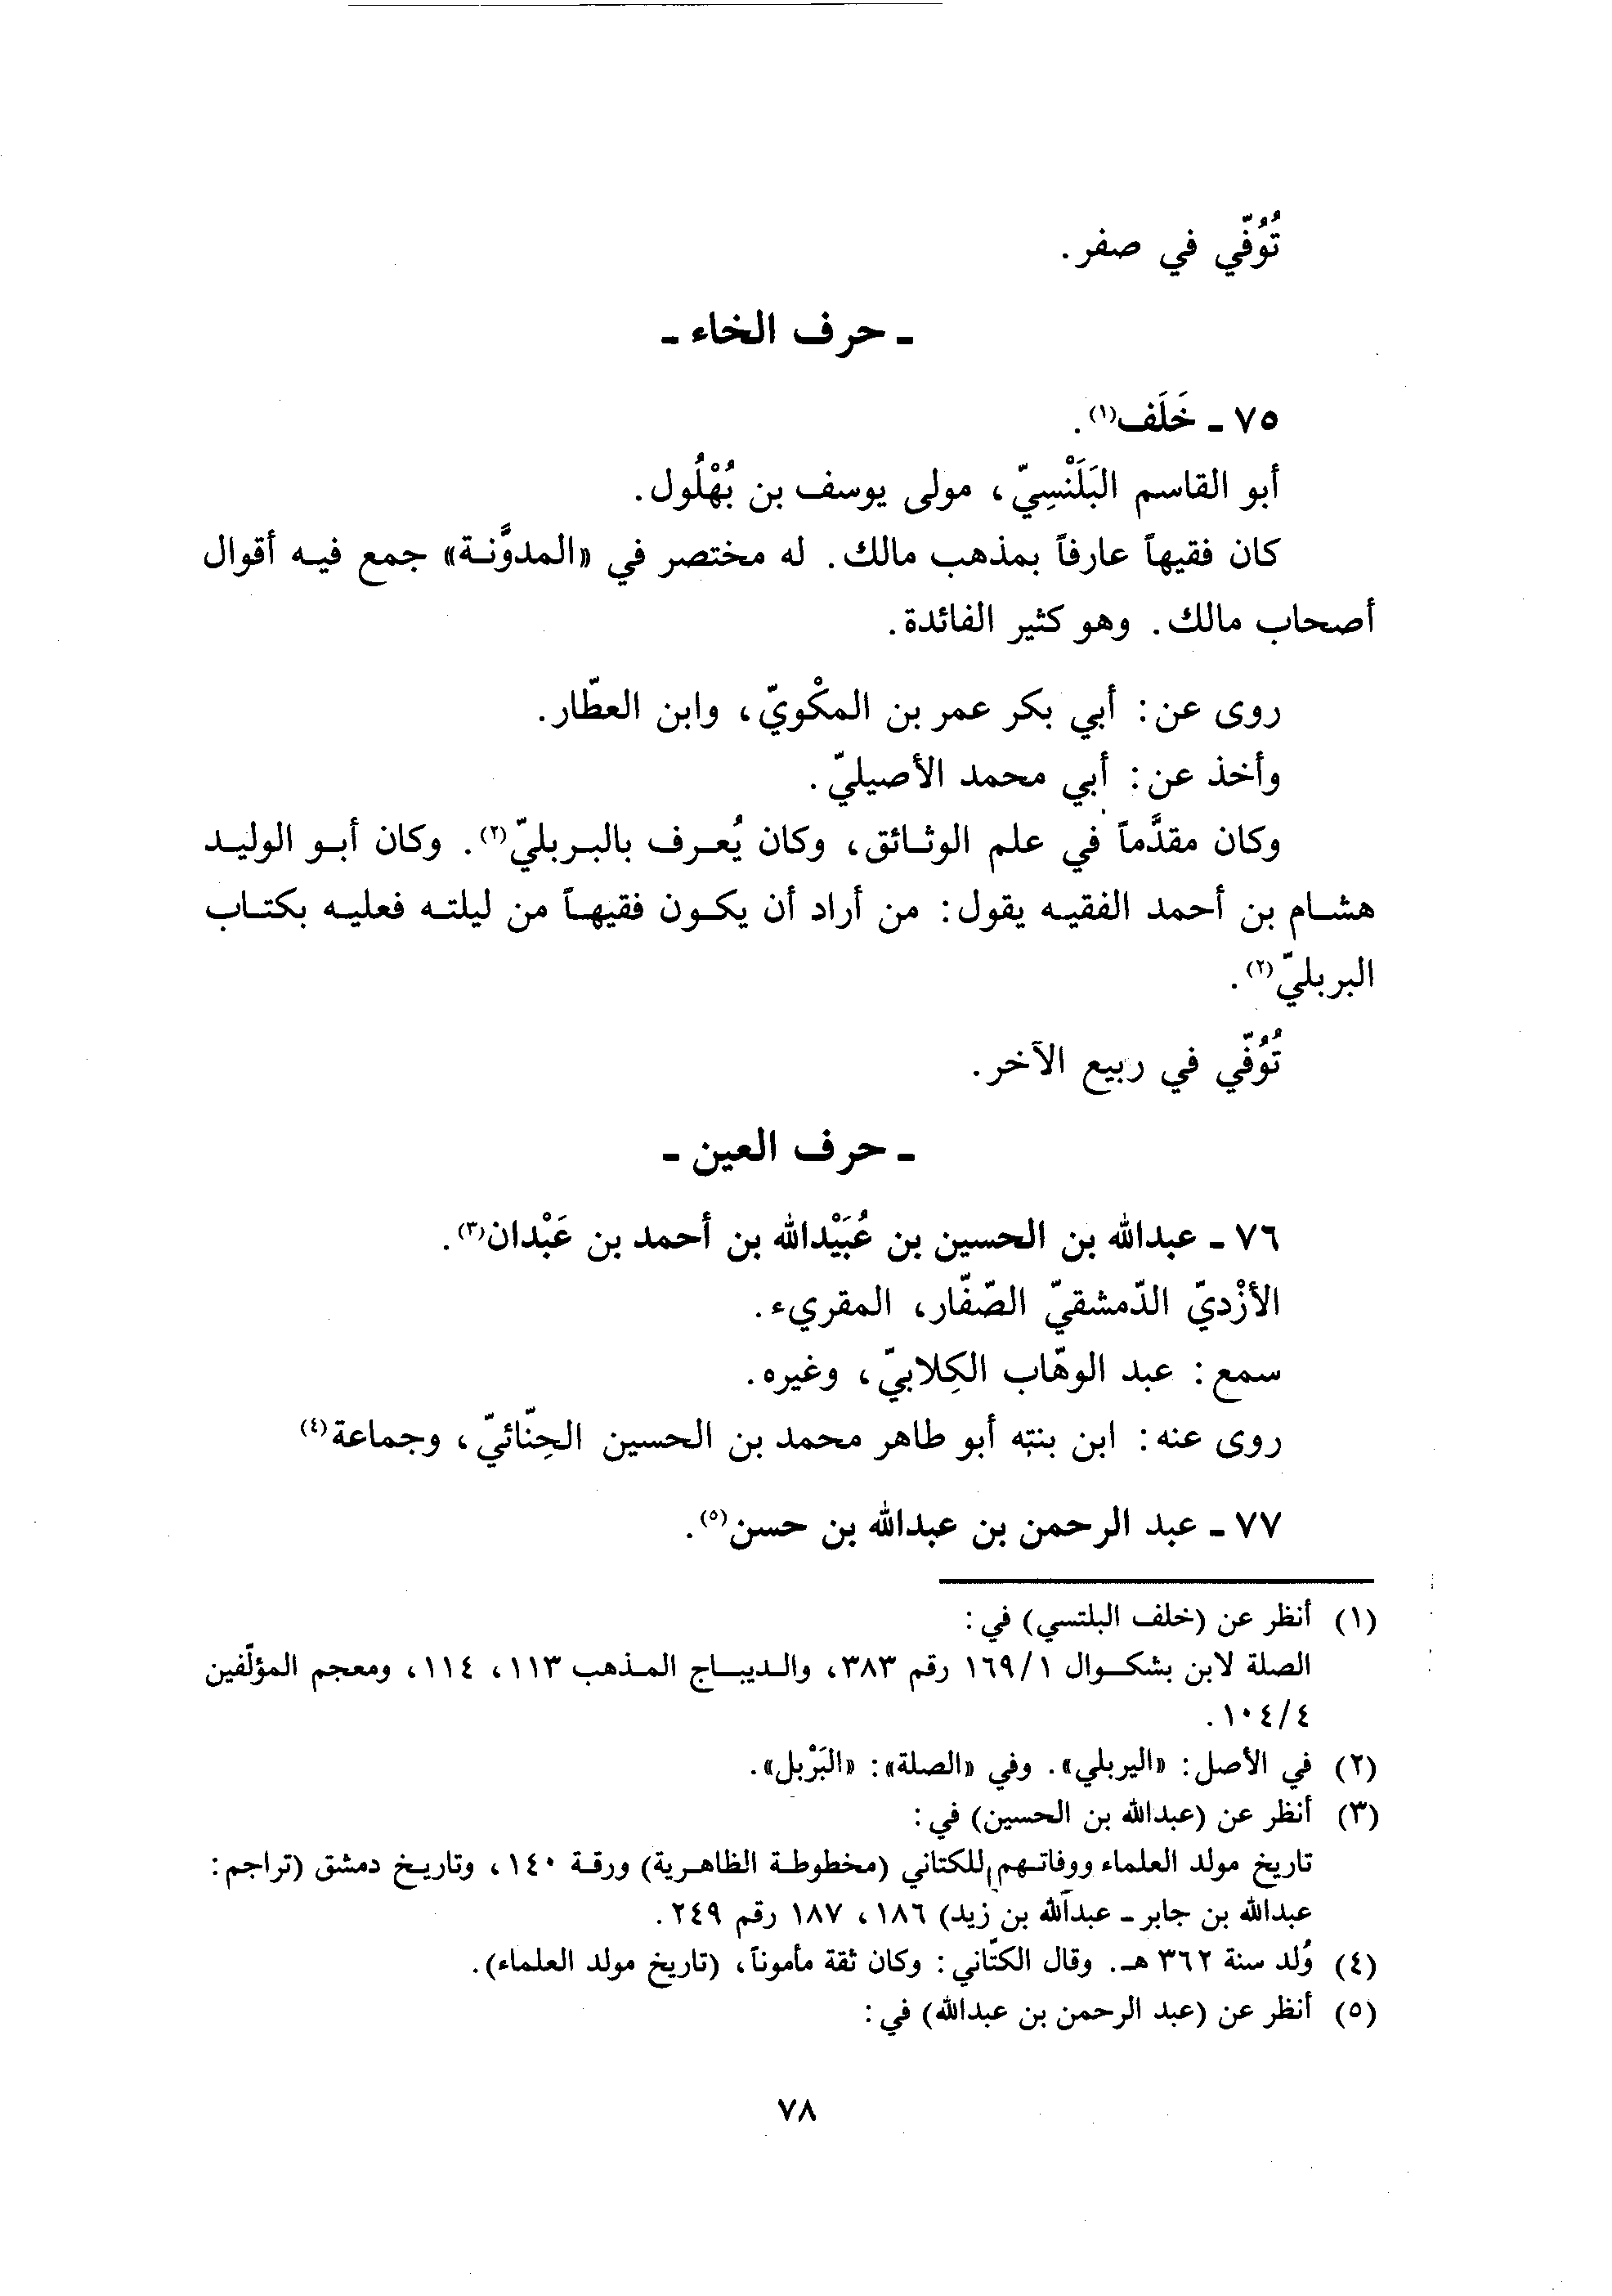 تُوُفّي في صفر.
ـ حرف الخاء ـ
٧٥ ـ خَلَف(١).
أبو القاسم البَلَنْسِيّ، مولى يوسف بن بُهْلُول.
كان فقيهاً عارفاً بمذهب مالك. له مختصر في «المدوَّنة» جمع فيه أقوال
أصحاب مالك. وهو كثير الفائدة.
روى عن: أبي بكر عمر بن المكْويّ، وابن العطّار.
وأخذ عن: أبي محمد الأصيليّ.
وكان مقدَّماً في علم الوثائق، وكان يُعرف بالبربليّ(٢). وكان أبو الوليد
هشام بن أحمد الفقيه يقول: من أراد أن يكون فقيهاً من ليلته فعليه بكتاب
البربليّ(٢).
تُوُفّي في ربيع الآخر.
ـ حرف العين ـ
٧٦ ـ عبدالله بن الحسين بن عُبَيْدالله بن أحمد بن عَبْدان(٣).
الأزْديّ الدّمشقيّ الصّفّار، المقريء.
سمع: عبد الوهّاب الكِلابيّ، وغيره.
روى عنه: ابن بنته أبو طاهر محمد بن الحسين الحِنّائيّ، وجماعة(٤)
٧٧ ـ عبد الرحمن بن عبدالله بن حسن(٥).
(١) أنظر عن (خلف البلتسي) في:
الصلة لابن بشكوال ١/١٦٩ رقم ٣٨٣، والديباج المذهب ١١٣، ١١٤، ومعجم المؤلّفين
٤/١٠٤.
(٢) في الأصل: «اليربلي». وفي «الصلة»: «البَرْبل».
(٣) أنظر عن (عبدالله بن الحسين) في:
تاريخ مولد العلماء ووفاتهم للكتاني (مخطوطة الظاهرية) ورقة ١٤٠، وتاريخ دمشق (تراجم:
عبدالله بن جابر ـ عبدالله بن زيد) ١٨٦، ١٨٧ رقم ٢٤٩.
(٤) وُلد سنة ٣٦٢ هـ. وقال الكتّاني: وكان ثقة مأموناً، (تاريخ مولد العلماء).
(٥) أنظر عن (عبد الرحمن بن عبدالله) في:
٧٨